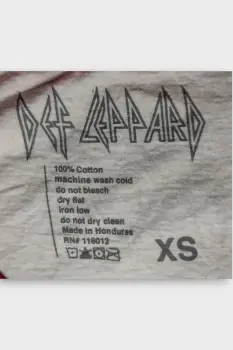 DEF LEPPARD
100% Cotton
machine wash cold
do not bleach
dry flat
iron low
do not dry clean
Made in Honduras
RN# 116012
XS